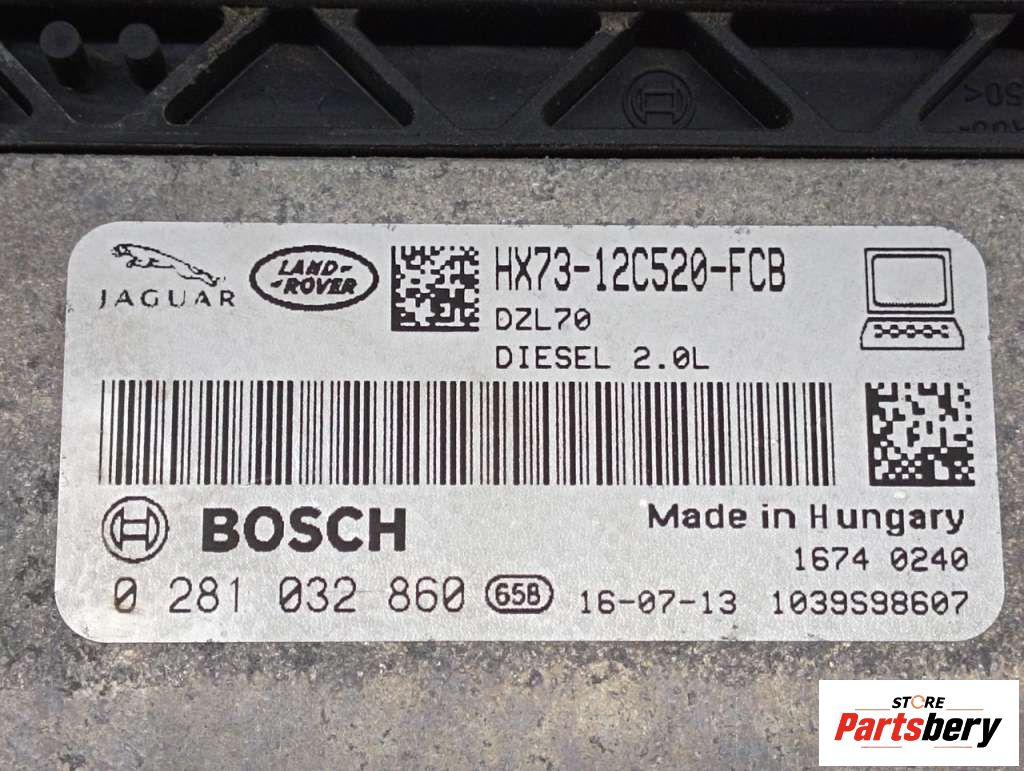 JAGUAR
LAND-
-ROVER
HX73-12C520-FCB
DZL70
DIESEL 2.0L
BOSCH
Made in Hungary
1674 0240
0 281 032 860 65B 16-07-13 1039S98607
STORE
Partsbery